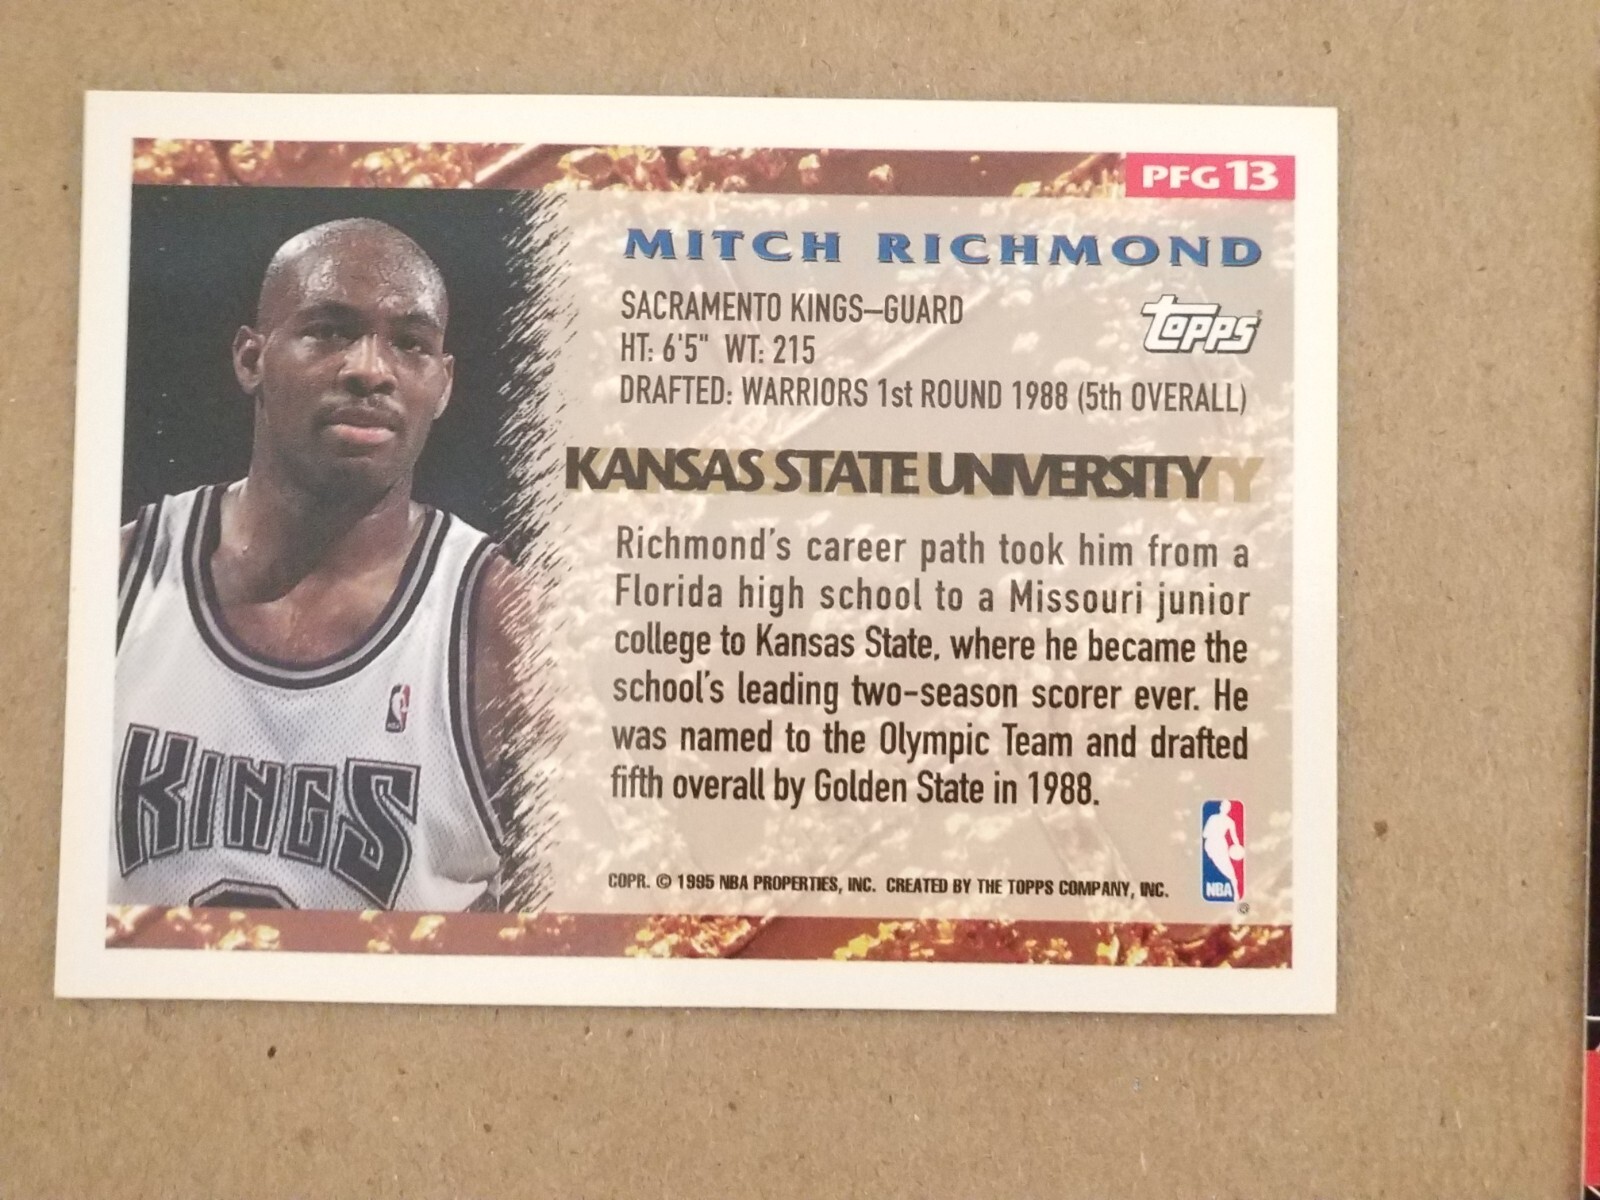 PFG 13
MITCH RICHMOND
SACRAMENTO KINGS–GUARD
topps
HT: 6'5" WT: 215
DRAFTED: WARRIORS 1st ROUND 1988 (5th OVERALL)
KANSAS STATE UNIVERSITY
Richmond's career path took him from a
Florida high school to a Missouri junior
college to Kansas State, where he became the
school's leading two-season scorer ever. He
was named to the Olympic Team and drafted
fifth overall by Golden State in 1988.
KINGS
COPR. © 1995 NBA PROPERTIES, INC. CREATED BY THE TOPPS COMPANY, INC.
NBA